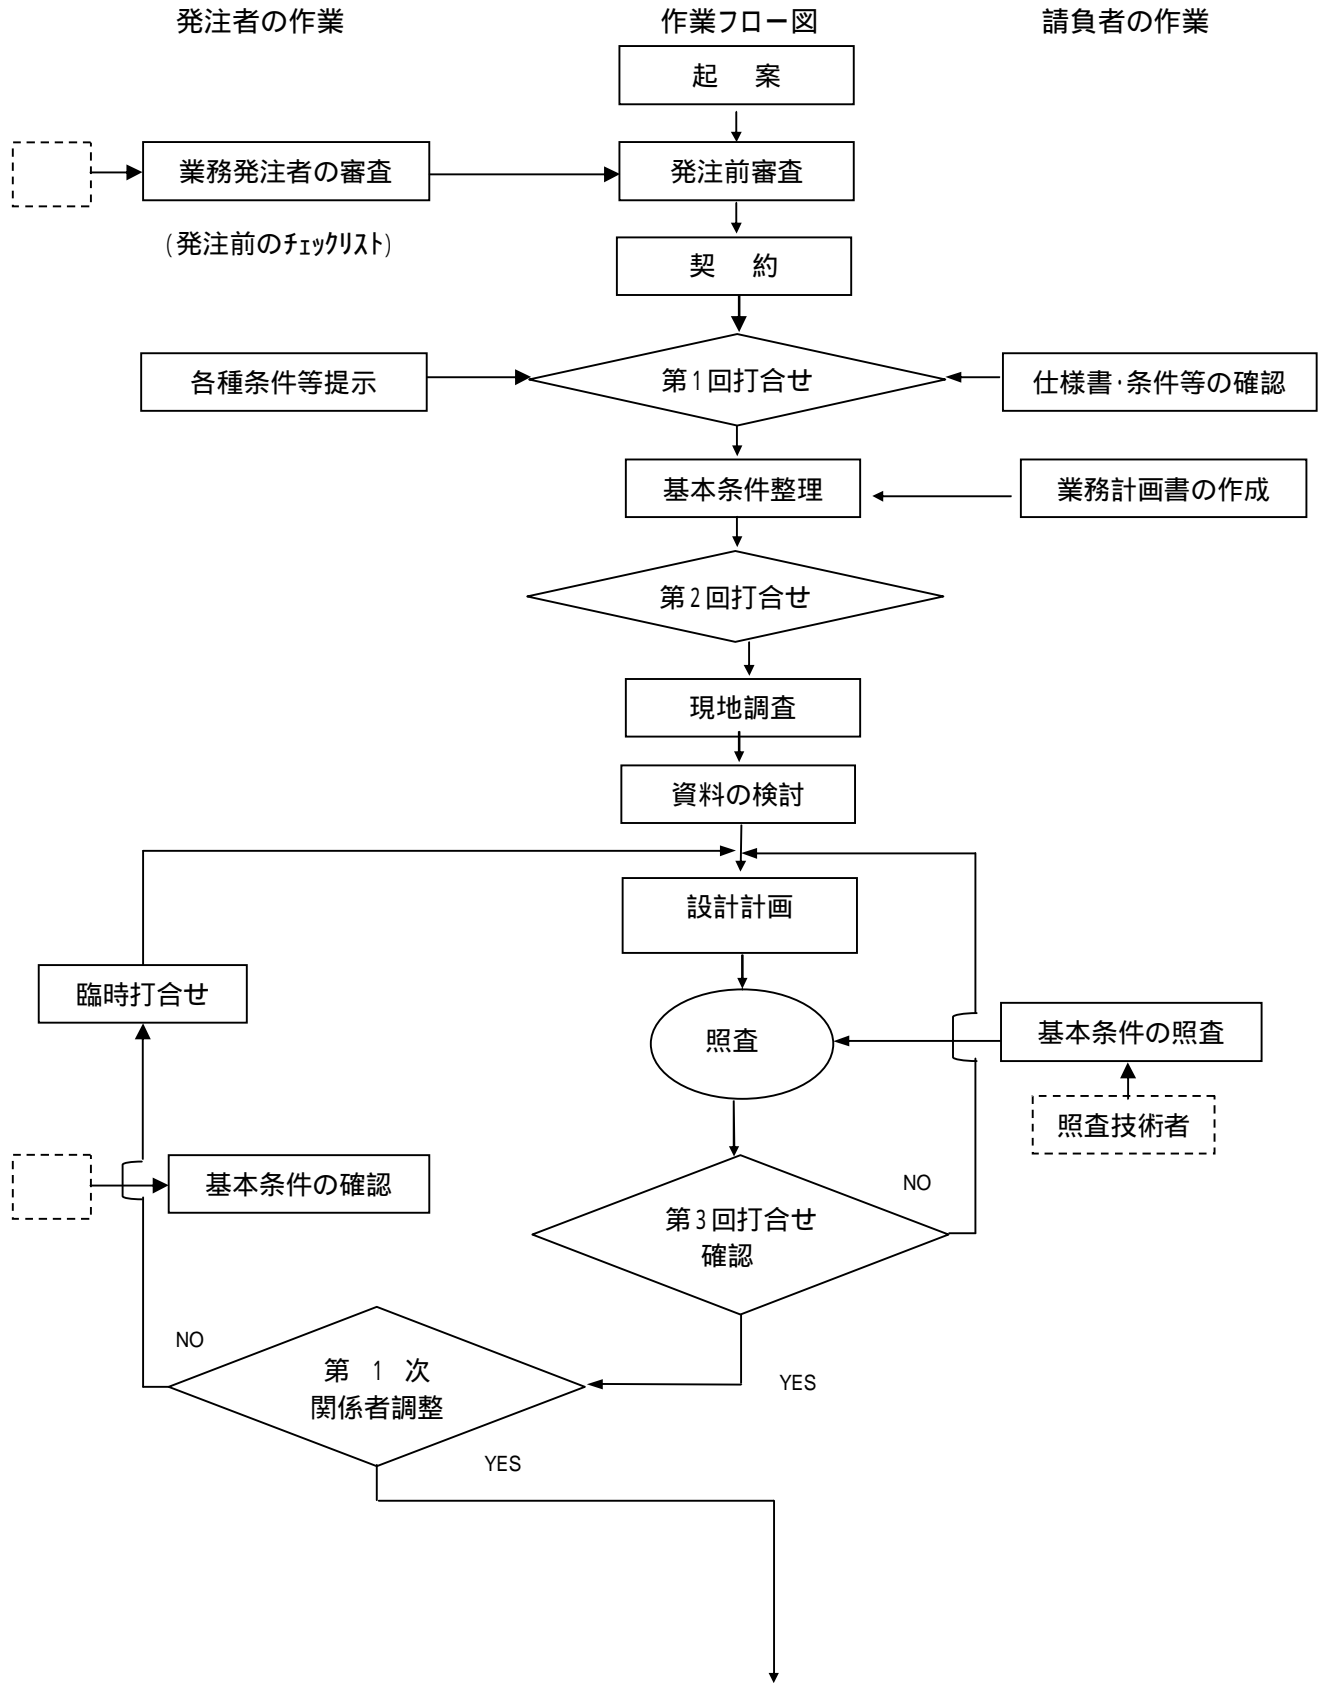 発注者の作業　作業フロー図　請負者の作業
起　案
業務発注者の審査　発注前審査
(発注前のﾁｪｯｸﾘｽﾄ)
契　約
各種条件等提示　第1回打合せ　仕様書・条件等の確認
基本条件整理　業務計画書の作成
第2回打合せ
現地調査
資料の検討
設計計画
臨時打合せ
照査　基本条件の照査
照査技術者
基本条件の確認
NO
第3回打合せ
確認
NO
第　1　次
関係者調整
YES
YES